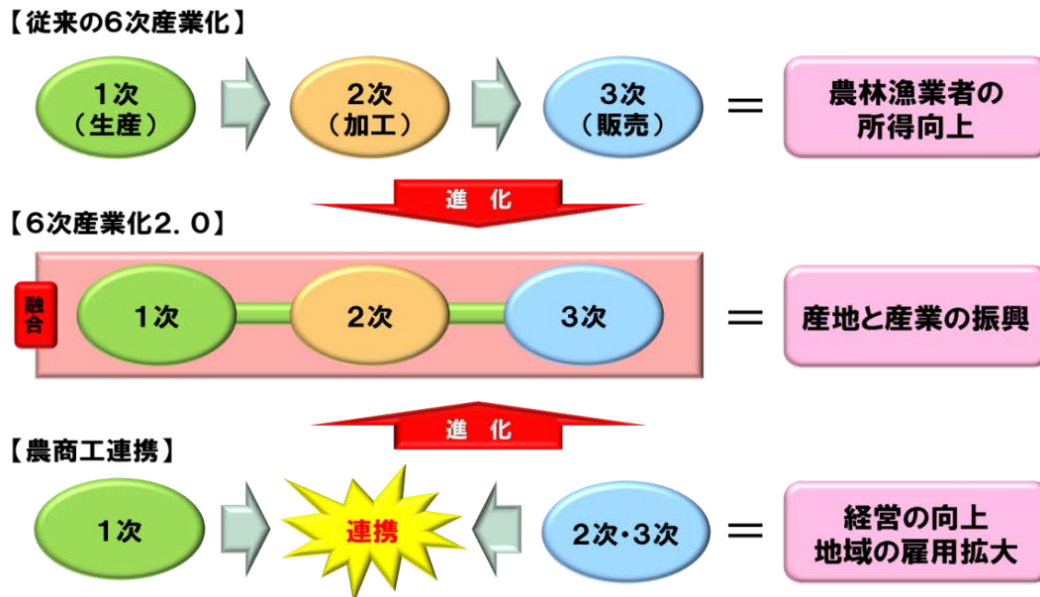 【従来の6次産業化】
1次
（生産）
2次
（加工）
3次
（販売）
＝
農林漁業者の
所得向上
進 化
【6次産業化2．0】
融合
1次
2次
3次
＝
産地と産業の振興
進 化
【農商工連携】
1次
連携
2次・3次
＝
経営の向上
地域の雇用拡大